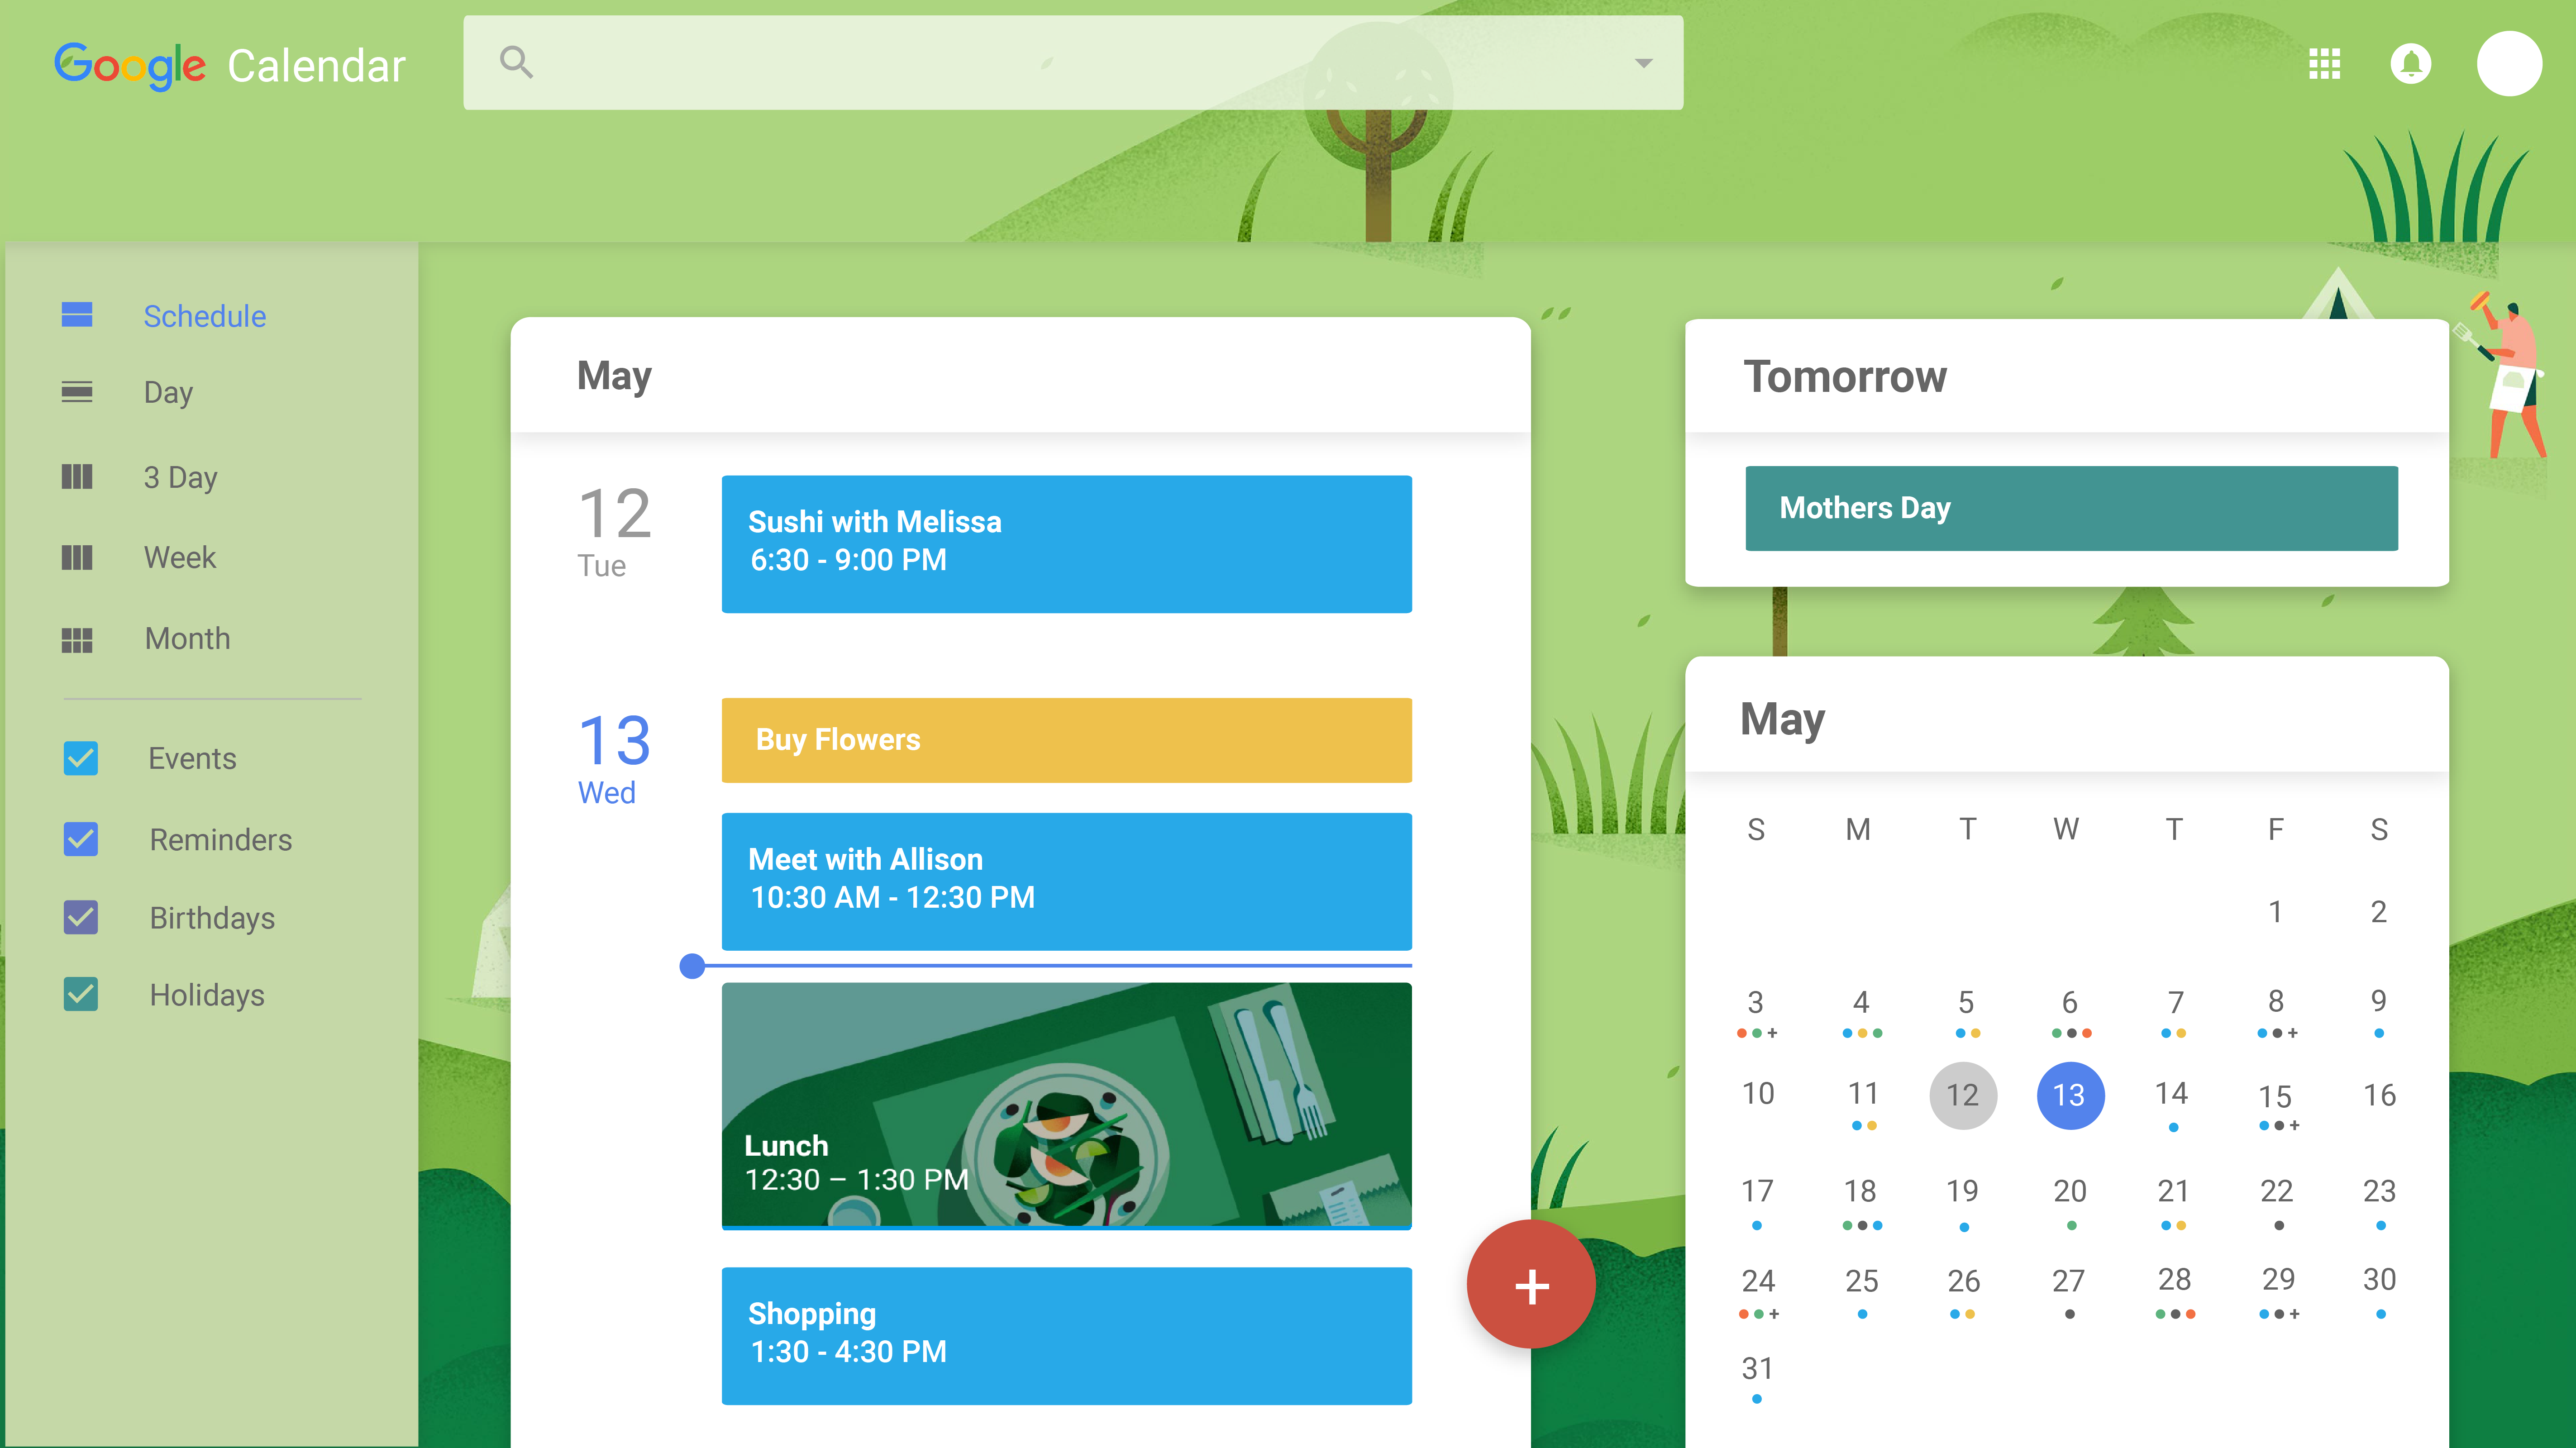 Google Calendar
Schedule
Day
3 Day
Week
Month
Events
Reminders
Birthdays
Holidays
May
12
Tue
Sushi with Melissa
6:30 - 9:00 PM
13
Wed
Buy Flowers
Meet with Allison
10:30 AM - 12:30 PM
Lunch
12:30 – 1:30 PM
Shopping
1:30 - 4:30 PM
+
Tomorrow
Mothers Day
May
S M T W T F S
1 2
3 4 5 6 7 8 9
+ +
10 11 12 13 14 15 16
+
17 18 19 20 21 22 23
24 25 26 27 28 29 30
+ +
31